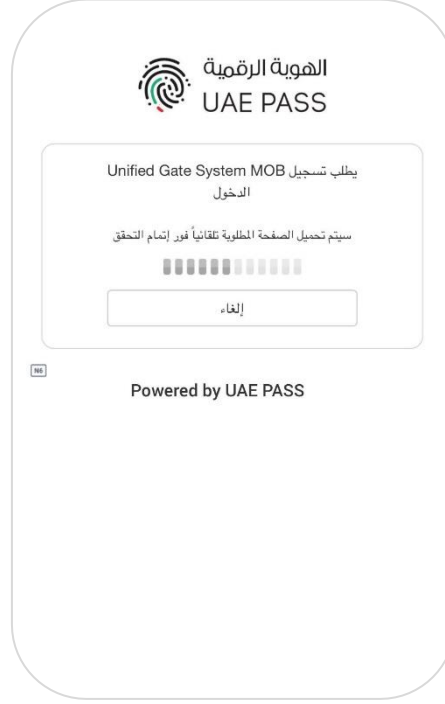 الهوية الرقمية
UAE PASS
يطلب تسجيل Unified Gate System MOB
الدخول
سيتم تحميل الصفحة المطلوبة تلقائياً فور إتمام التحقق
إلغاء
N6
Powered by UAE PASS